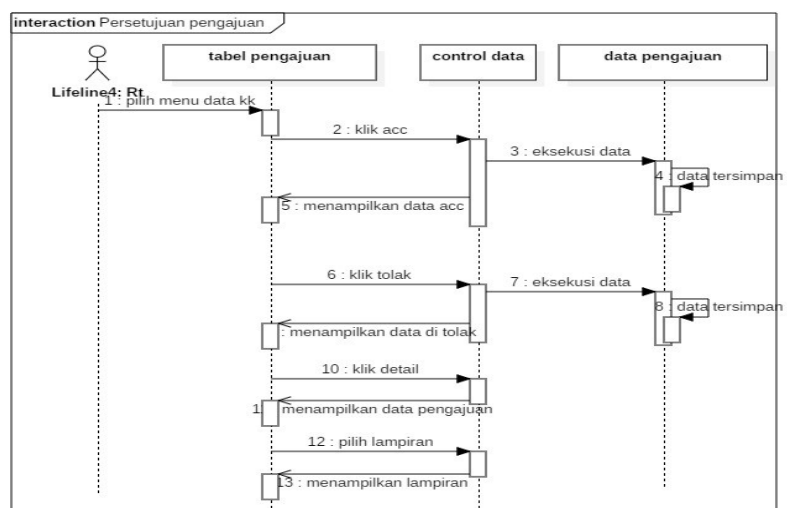 interaction Persetujuan pengajuan
tabel pengajuan
control data
data pengajuan
Lifeline4: Rt
1 : pilih menu data kk
2 : klik acc
3 : eksekusi data
4 : data tersimpan
5 : menampilkan data acc
6 : klik tolak
7 : eksekusi data
8 : data tersimpan
: menampilkan data di tolak
10 : klik detail
menampilkan data pengajuan
12 : pilih lampiran
13 : menampilkan lampiran